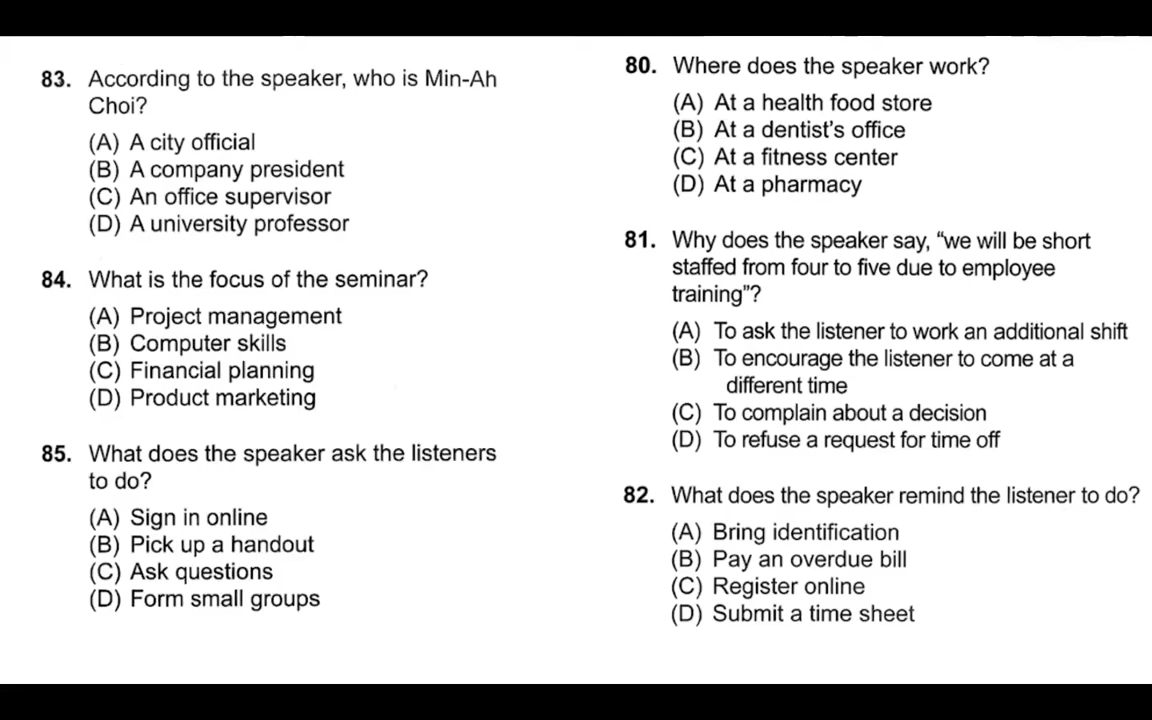 83. According to the speaker, who is Min-Ah
Choi?
(A) A city official
(B) A company president
(C) An office supervisor
(D) A university professor
84. What is the focus of the seminar?
(A) Project management
(B) Computer skills
(C) Financial planning
(D) Product marketing
85. What does the speaker ask the listeners
to do?
(A) Sign in online
(B) Pick up a handout
(C) Ask questions
(D) Form small groups
80. Where does the speaker work?
(A) At a health food store
(B) At a dentist's office
(C) At a fitness center
(D) At a pharmacy
81. Why does the speaker say, “we will be short
staffed from four to five due to employee
training”?
(A) To ask the listener to work an additional shift
(B) To encourage the listener to come at a
different time
(C) To complain about a decision
(D) To refuse a request for time off
82. What does the speaker remind the listener to do?
(A) Bring identification
(B) Pay an overdue bill
(C) Register online
(D) Submit a time sheet